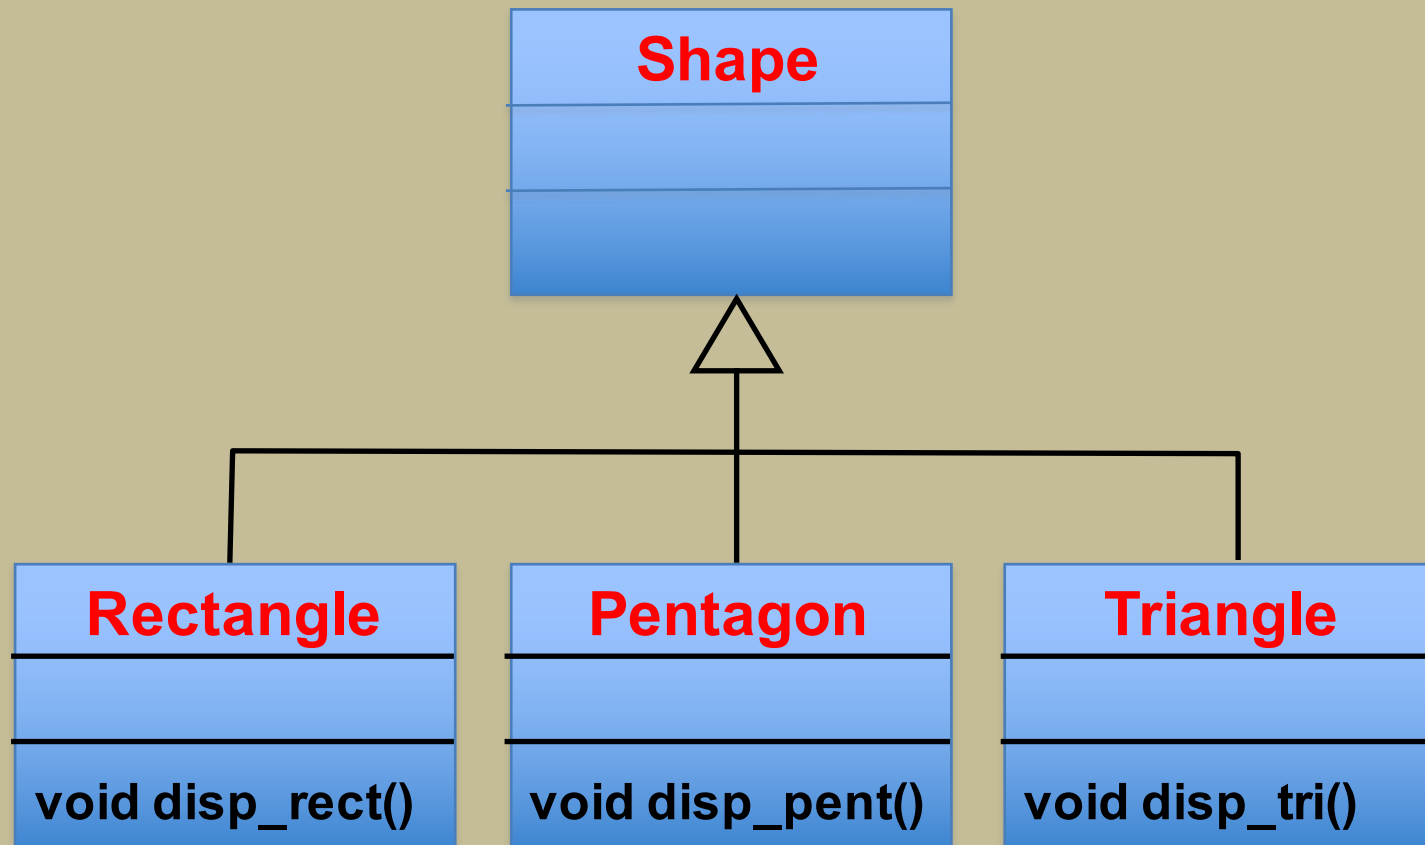 Shape
Rectangle
void disp_rect()
Pentagon
void disp_pent()
Triangle
void disp_tri()